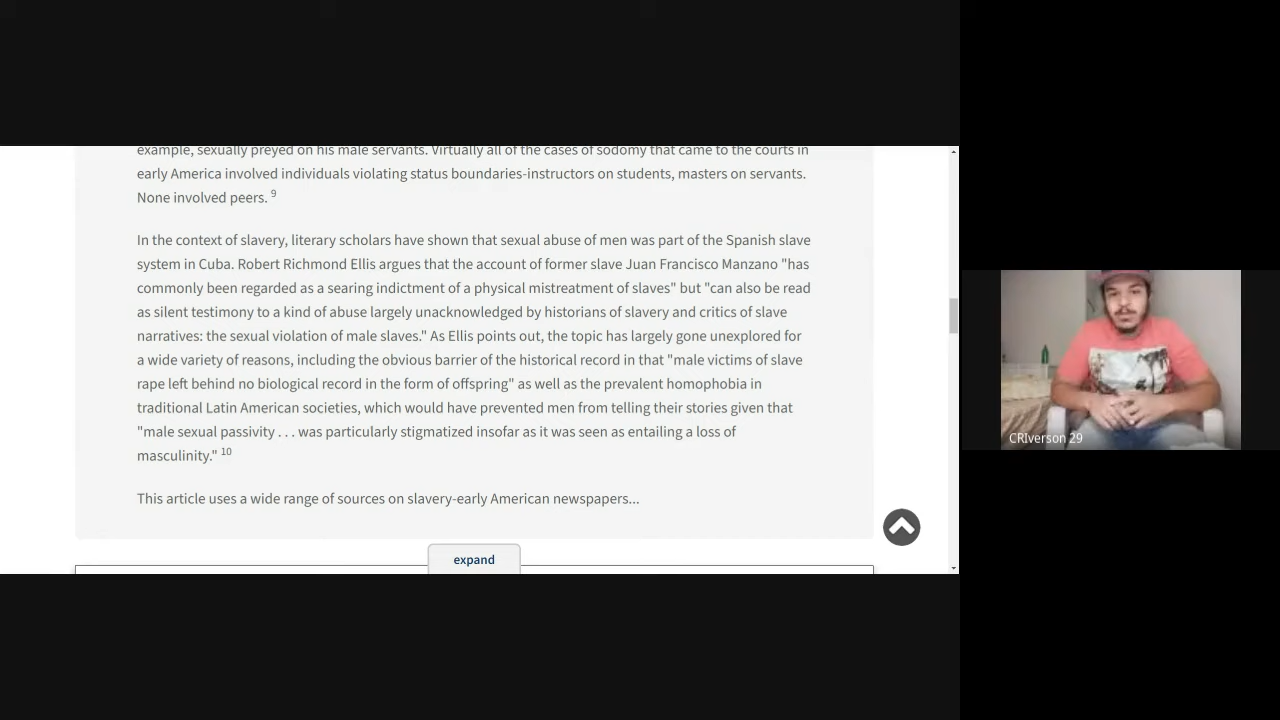 example, sexually preyed on his male servants. Virtually all of the cases of sodomy that came to the courts in
early America involved individuals violating status boundaries-instructors on students, masters on servants.
None involved peers. 9
In the context of slavery, literary scholars have shown that sexual abuse of men was part of the Spanish slave
system in Cuba. Robert Richmond Ellis argues that the account of former slave Juan Francisco Manzano "has
commonly been regarded as a searing indictment of a physical mistreatment of slaves" but "can also be read
as silent testimony to a kind of abuse largely unacknowledged by historians of slavery and critics of slave
narratives: the sexual violation of male slaves." As Ellis points out, the topic has largely gone unexplored for
a wide variety of reasons, including the obvious barrier of the historical record in that "male victims of slave
rape left behind no biological record in the form of offspring" as well as the prevalent homophobia in
traditional Latin American societies, which would have prevented men from telling their stories given that
"male sexual passivity . . . was particularly stigmatized insofar as it was seen as entailing a loss of
masculinity." 10
This article uses a wide range of sources on slavery-early American newspapers...
expand
CRIverson 29